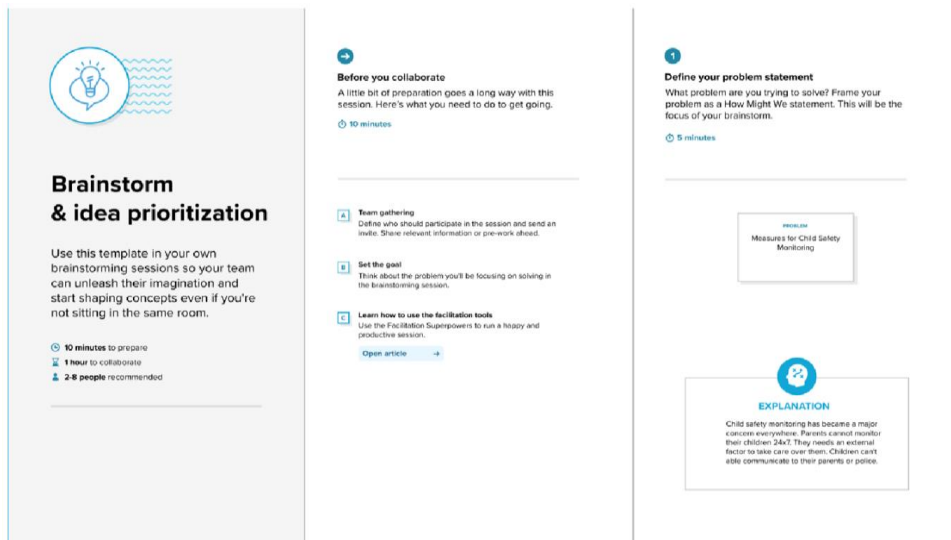 Brainstorm
& idea prioritization
Use this template in your own
brainstorming sessions so your team
can unleash their imagination and
start shaping concepts even if you're
not sitting in the same room.
10 minutes to prepare
1 hour to collaborate
2-8 people recommended
Before you collaborate
A little bit of preparation goes a long way with this
session. Here's what you need to do to get going.
10 minutes
A
Team gathering
Define who should participate in the session and send an
invite. Share relevant information or pre-work ahead.
B
Set the goal
Think about the problem you'll be focusing on solving in
the brainstorming session.
C
Learn how to use the facilitation tools
Use the Facilitation Superpowers to run a happy and
productive session.
Open article
1
Define your problem statement
What problem are you trying to solve? Frame your
problem as a How Might We statement. This will be the
focus of your brainstorm.
5 minutes
PROBLEM
Measures for Child Safety
Monitoring
EXPLANATION
Child safety monitoring has became a major
concern everywhere. Parents cannot monitor
their children 24x7. They needs an external
factor to take care over them. Children can't
able communicate to their parents or police.